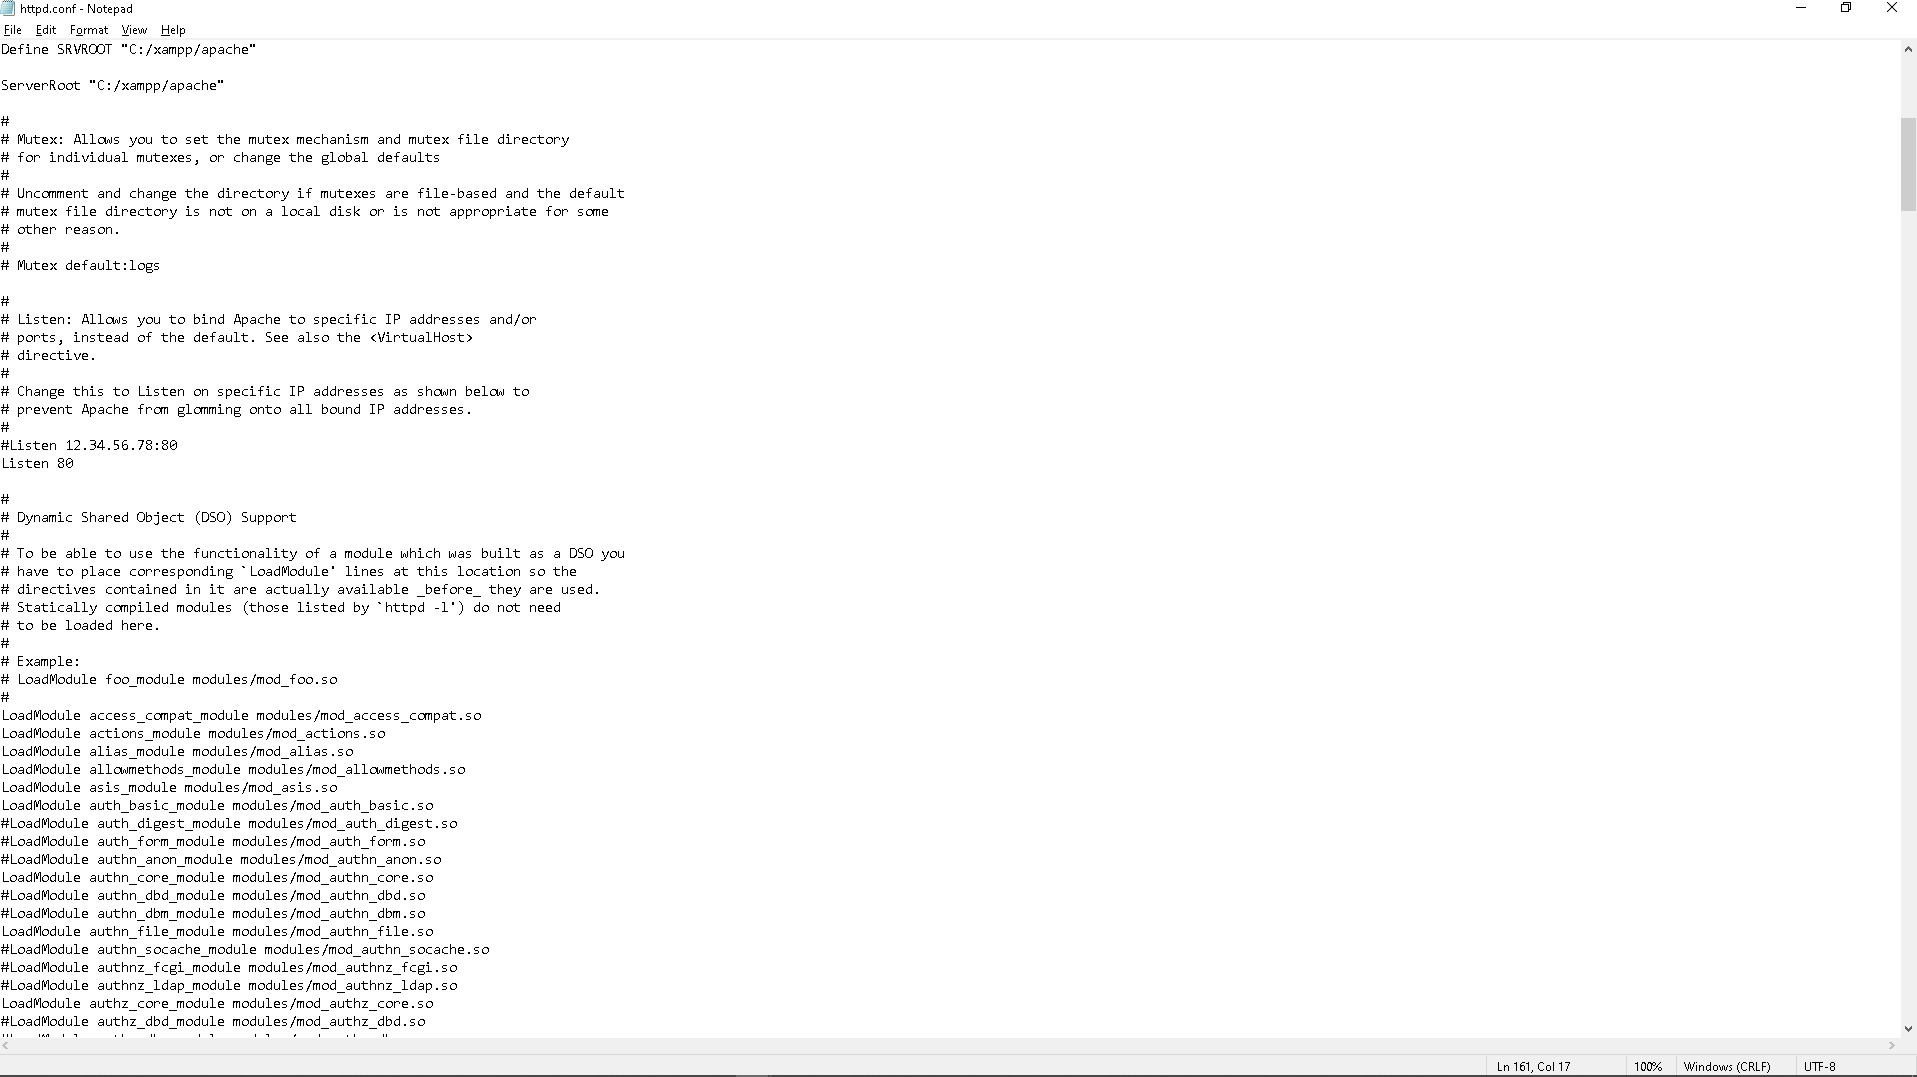 httpd.conf - Notepad
File Edit Format View Help
Define SRVROOT "C:/xampp/apache"
ServerRoot "C:/xampp/apache"
#
# Mutex: Allows you to set the mutex mechanism and mutex file directory
# for individual mutexes, or change the global defaults
#
# Uncomment and change the directory if mutexes are file-based and the default
# mutex file directory is not on a local disk or is not appropriate for some
# other reason.
#
# Mutex default:logs
#
# Listen: Allows you to bind Apache to specific IP addresses and/or
# ports, instead of the default. See also the <VirtualHost>
# directive.
#
# Change this to Listen on specific IP addresses as shown below to
# prevent Apache from glomming onto all bound IP addresses.
#
#Listen 12.34.56.78:80
Listen 80
#
# Dynamic Shared Object (DSO) Support
#
# To be able to use the functionality of a module which was built as a DSO you
# have to place corresponding `LoadModule' lines at this location so the
# directives contained in it are actually available _before_ they are used.
# Statically compiled modules (those listed by `httpd -l') do not need
# to be loaded here.
#
# Example:
# LoadModule foo_module modules/mod_foo.so
#
LoadModule access_compat_module modules/mod_access_compat.so
LoadModule actions_module modules/mod_actions.so
LoadModule alias_module modules/mod_alias.so
LoadModule allowmethods_module modules/mod_allowmethods.so
LoadModule asis_module modules/mod_asis.so
LoadModule auth_basic_module modules/mod_auth_basic.so
#LoadModule auth_digest_module modules/mod_auth_digest.so
#LoadModule auth_form_module modules/mod_auth_form.so
#LoadModule authn_anon_module modules/mod_authn_anon.so
LoadModule authn_core_module modules/mod_authn_core.so
#LoadModule authn_dbd_module modules/mod_authn_dbd.so
#LoadModule authn_dbm_module modules/mod_authn_dbm.so
LoadModule authn_file_module modules/mod_authn_file.so
#LoadModule authn_socache_module modules/mod_authn_socache.so
#LoadModule authnz_fcgi_module modules/mod_authnz_fcgi.so
#LoadModule authnz_ldap_module modules/mod_authnz_ldap.so
LoadModule authz_core_module modules/mod_authz_core.so
#LoadModule authz_dbd_module modules/mod_authz_dbd.so
Ln 161, Col 17 100% Windows (CRLF) UTF-8